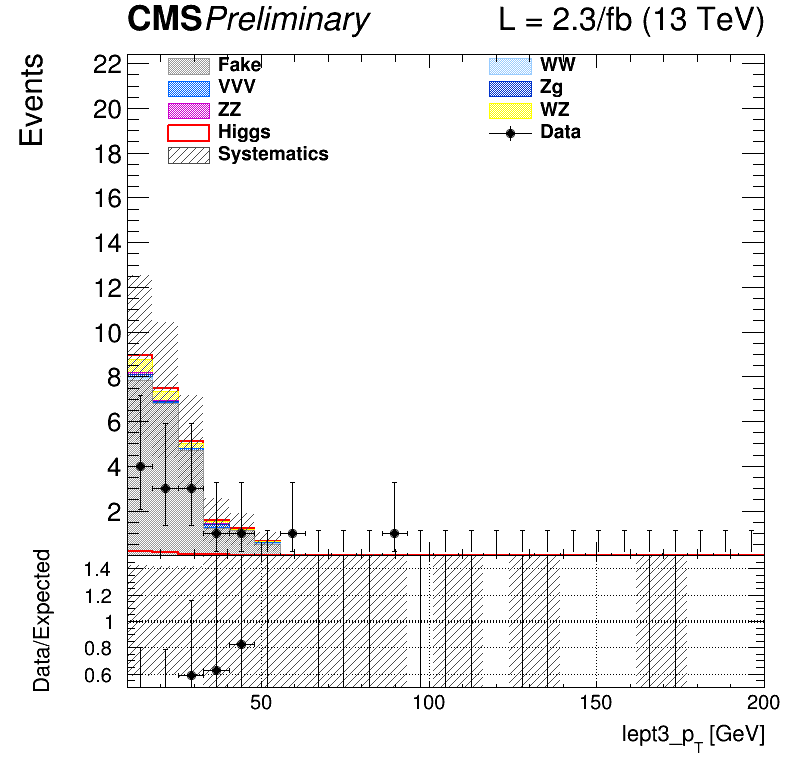 CMS Preliminary L = 2.3/fb (13 TeV)
Events
22
20
18
16
14
12
10
8
6
4
2
Fake
VVV
ZZ
Higgs
Systematics
WW
Zg
WZ
Data
Data/Expected
1.4
1.2
1
0.8
0.6
50 100 150 200
lept3_p_T [GeV]